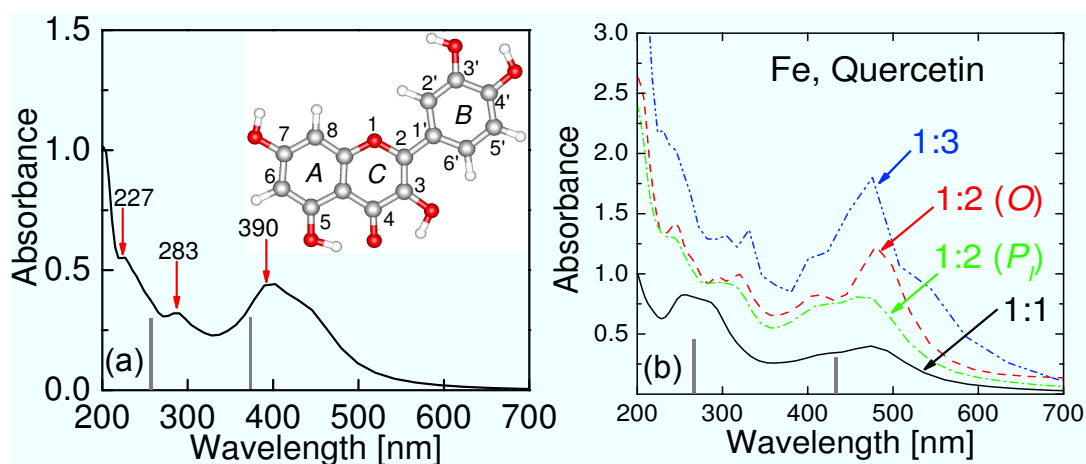 1.5
1.0
0.5
0.0
Absorbance
227
283
390
(a)
200 300 400 500 600 700
Wavelength [nm]
1
2
3
4
5
6
7
8
1'
2'
3'
4'
5'
6'
A
B
C
3.0
2.5
2.0
1.5
1.0
0.5
Absorbance
Fe, Quercetin
1:3
1:2 (O)
1:2 (Pl)
1:1
(b)
200 300 400 500 600 700
Wavelength [nm]